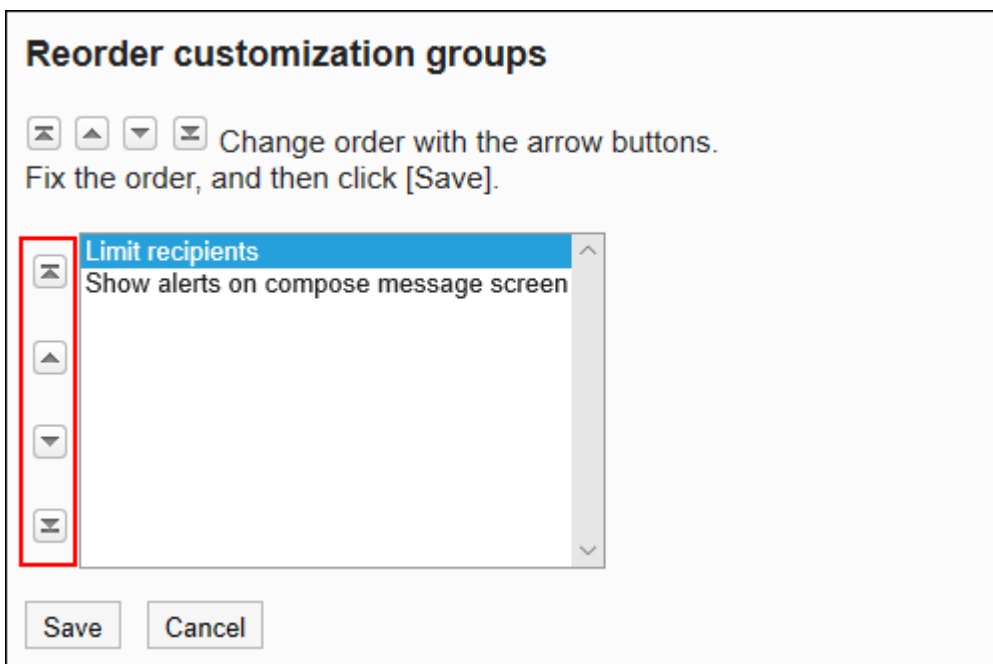 Reorder customization groups
Change order with the arrow buttons.
Fix the order, and then click [Save].
Limit recipients
Show alerts on compose message screen
Save
Cancel